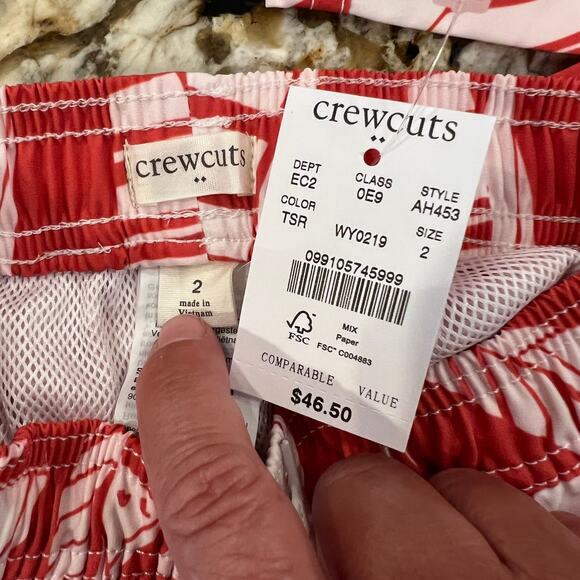 crewcuts
2
made in
Vietnam
crewcuts
DEPT CLASS STYLE
EC2 0E9 AH453
COLOR SIZE
TSR WY0219 2
099105745999
FSC
MIX
Paper
FSC™ C004883
COMPARABLE VALUE
$46.50